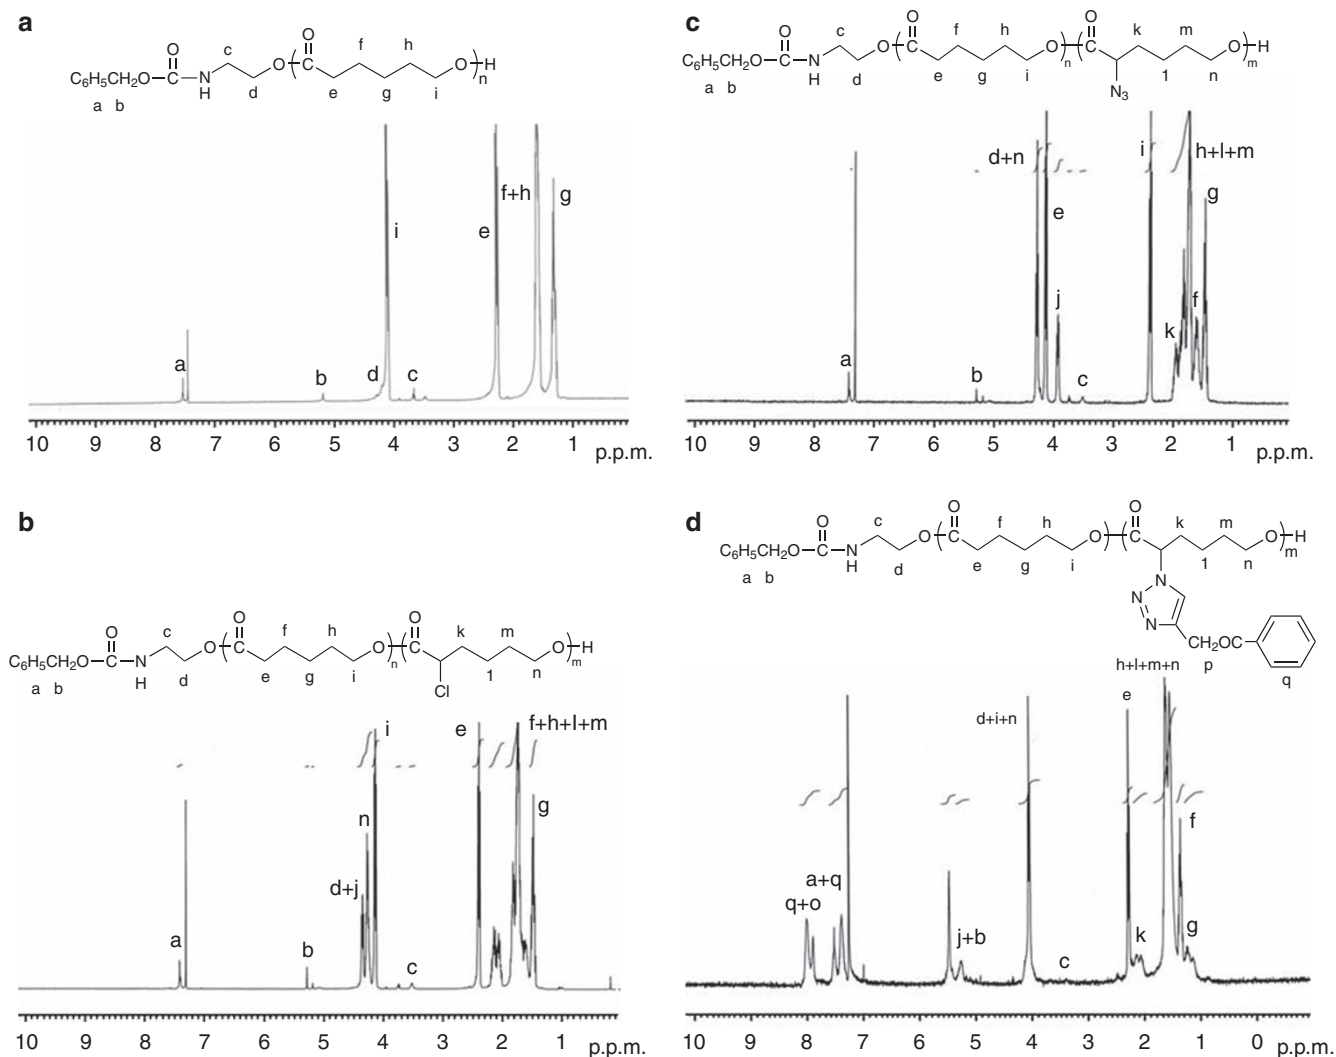 a
C6H5CH2O C N H O O O H n
a b c d e f g h i
a b d c i e f+h g
10 9 8 7 6 5 4 3 2 1 p.p.m.
c
C6H5CH2O C O N H O O O n O N3 O H m
a b c d e f g h i k 1 m n
a b d+n e j c i k h+l+m f g
10 9 8 7 6 5 4 3 2 1 p.p.m.
b
C6H5CH2O C O N H O O O n O Cl O H m
a b c d e f g h i k 1 m n
a b d+j n i c e f+h+l+m g
10 9 8 7 6 5 4 3 2 1 p.p.m.
d
C6H5CH2O C O N H O O O n O O H m
a b c d e f g h i k 1 m n
N N N CH2OC O p q
q+o a+q j+b d+i+n c e k h+l+m+n f g
10 9 8 7 6 5 4 3 2 1 0 p.p.m.